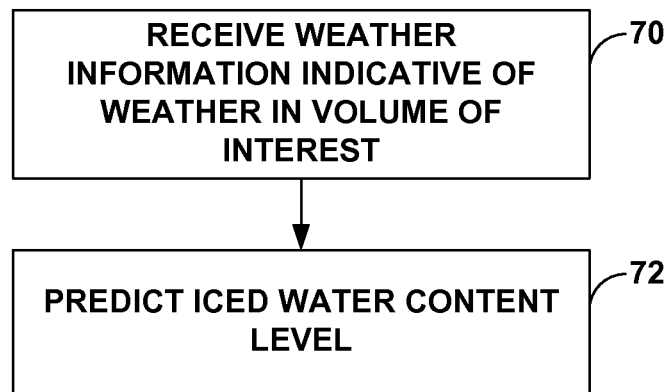 RECEIVE WEATHER
INFORMATION INDICATIVE OF
WEATHER IN VOLUME OF
INTEREST
70
PREDICT ICED WATER CONTENT
LEVEL
72